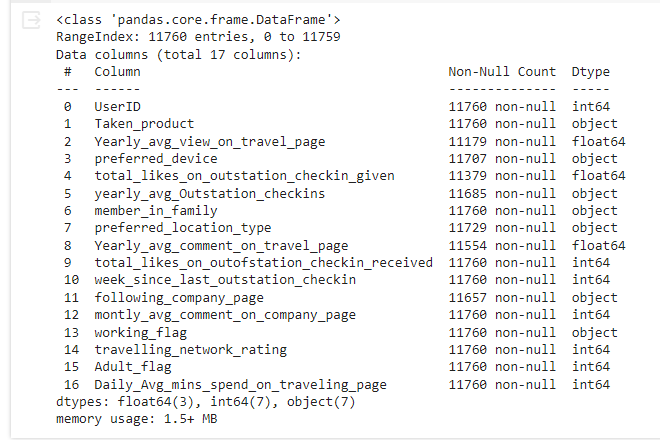 <class 'pandas.core.frame.DataFrame'>
RangeIndex: 11760 entries, 0 to 11759
Data columns (total 17 columns):
 #   Column                                       Non-Null Count  Dtype
---  ------                                       --------------  -----
 0   UserID                                       11760 non-null  int64
 1   Taken_product                                11760 non-null  object
 2   Yearly_avg_view_on_travel_page               11179 non-null  float64
 3   preferred_device                             11707 non-null  object
 4   total_likes_on_outstation_checkin_given      11379 non-null  float64
 5   yearly_avg_Outstation_checkins               11685 non-null  object
 6   member_in_family                             11760 non-null  object
 7   preferred_location_type                      11729 non-null  object
 8   Yearly_avg_comment_on_travel_page            11554 non-null  float64
 9   total_likes_on_outofstation_checkin_received  11760 non-null  int64
 10  week_since_last_outstation_checkin           11760 non-null  int64
 11  following_company_page                       11657 non-null  object
 12  montly_avg_comment_on_company_page           11760 non-null  int64
 13  working_flag                                 11760 non-null  object
 14  travelling_network_rating                    11760 non-null  int64
 15  Adult_flag                                   11760 non-null  int64
 16  Daily_Avg_mins_spend_on_traveling_page       11760 non-null  int64
dtypes: float64(3), int64(7), object(7)
memory usage: 1.5+ MB